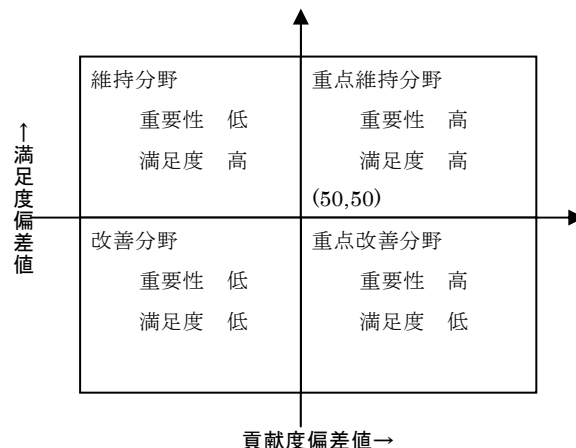 維持分野
重要性 低
満足度 高
重点維持分野
重要性 高
満足度 高
(50,50)
↑満足度偏差値
改善分野
重要性 低
満足度 低
重点改善分野
重要性 高
満足度 低
貢献度偏差値→